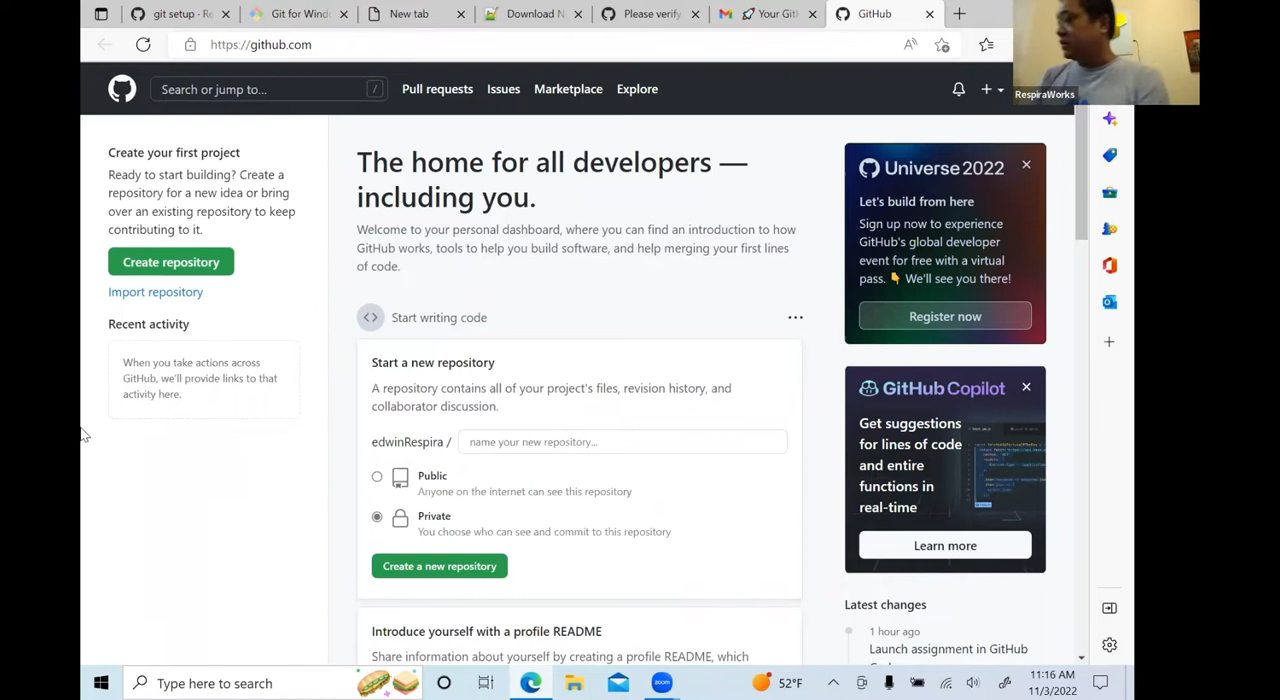 git setup · Re
Git for Wind
New tab
Download N
Please verify
Your Git
GitHub
https://github.com
RespiraWorks
Search or jump to...
/
Pull requests
Issues
Marketplace
Explore
Create your first project
Ready to start building? Create a
repository for a new idea or bring
over an existing repository to keep
contributing to it.
Create repository
Import repository
Recent activity
When you take actions across
GitHub, we'll provide links to that
activity here.
The home for all developers —
including you.
Welcome to your personal dashboard, where you can find an introduction to how
GitHub works, tools to help you build software, and help merging your first lines
of code.
Start writing code
Start a new repository
A repository contains all of your project's files, revision history, and
collaborator discussion.
edwinRespira /
name your new repository...
Public
Anyone on the internet can see this repository
Private
You choose who can see and commit to this repository
Create a new repository
Introduce yourself with a profile README
Share information about yourself by creating a profile README, which
Universe 2022
Let's build from here
Sign up now to experience
GitHub's global developer
event for free with a virtual
pass. 👇 We'll see you there!
Register now
GitHub Copilot
Get suggestions
for lines of code
and entire
functions in
real-time
Learn more
Latest changes
1 hour ago
Launch assignment in GitHub
Type here to search
zoom
52°F
11:16 AM
11/3/2022